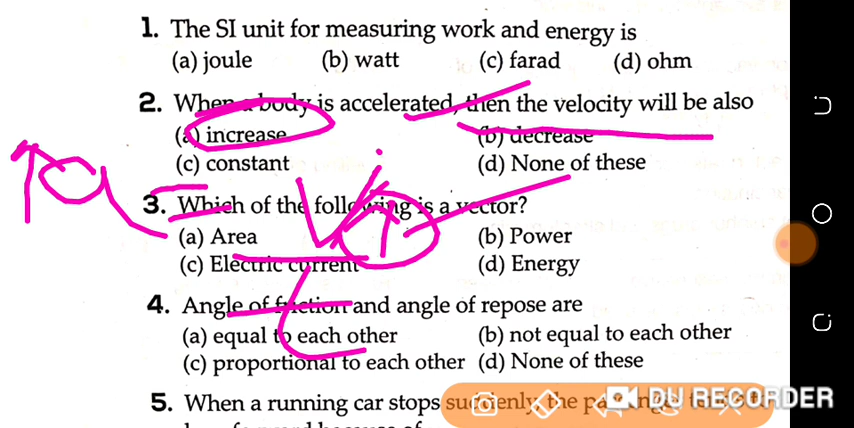 1. The SI unit for measuring work and energy is
(a) joule (b) watt (c) farad (d) ohm
2. When a body is accelerated, then the velocity will be also
(a) increase (b) decrease
(c) constant (d) None of these
3. Which of the following is a vector?
(a) Area (b) Power
(c) Electric current (d) Energy
4. Angle of friction and angle of repose are
(a) equal to each other (b) not equal to each other
(c) proportional to each other (d) None of these
5. When a running car stops suddenly, the
DU RECORDER